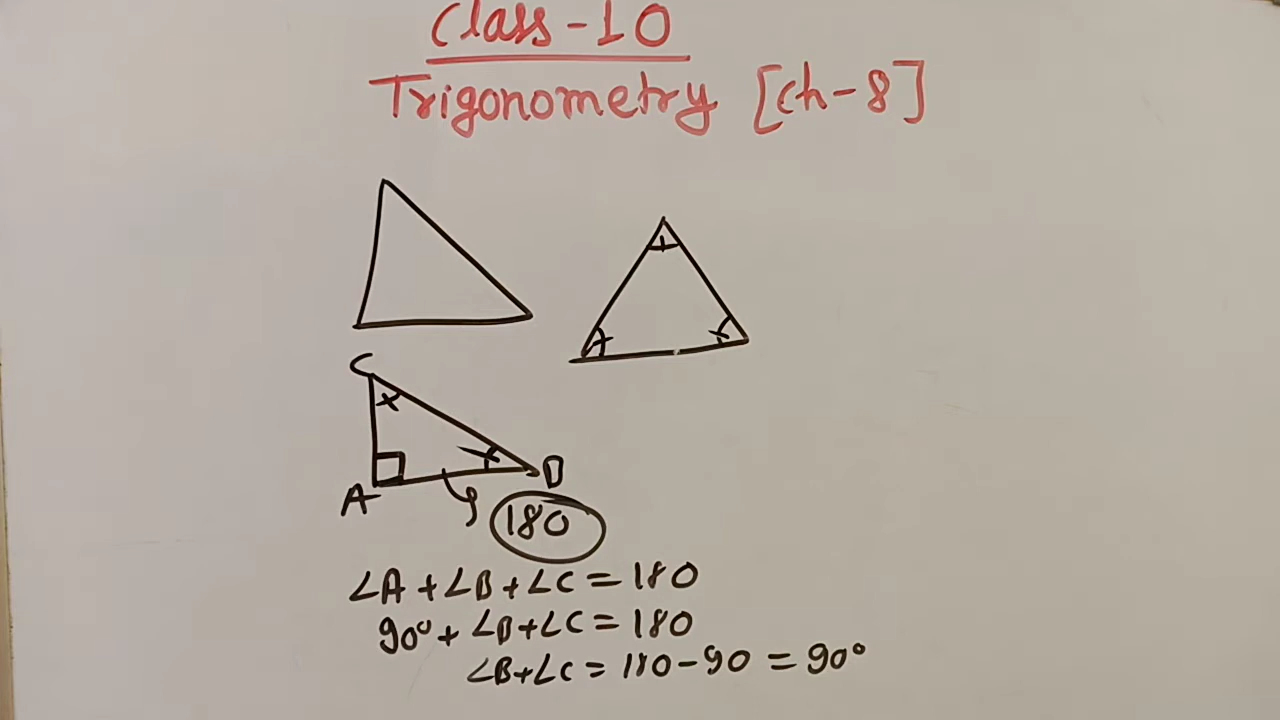 Class-10
Trigonometry [ch-8]
C
A
B
180
∠A+∠B+∠C=180
90°+∠B+∠C=180
∠B+∠C=180-90=90°